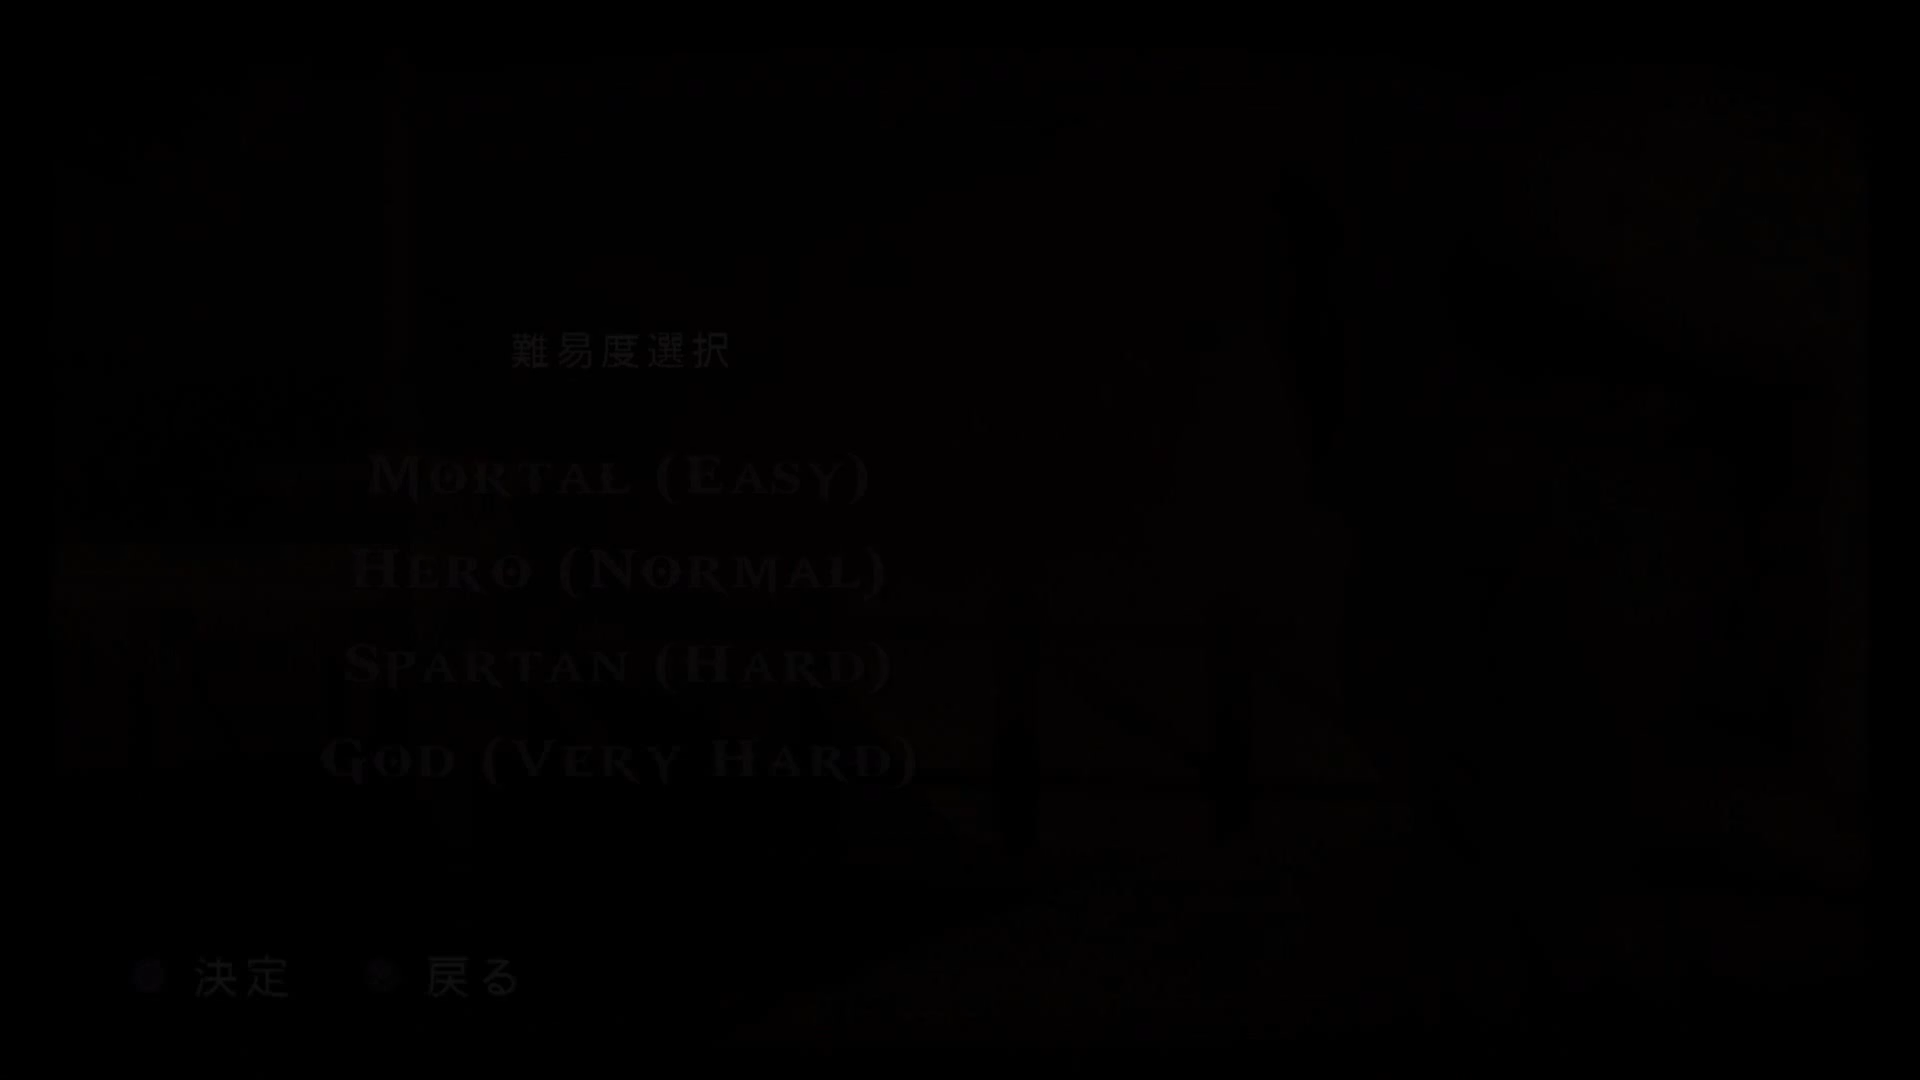 難易度選択
Mortal (Easy)
Hero (Normal)
Spartan (Hard)
God (Very Hard)
決定 戻る